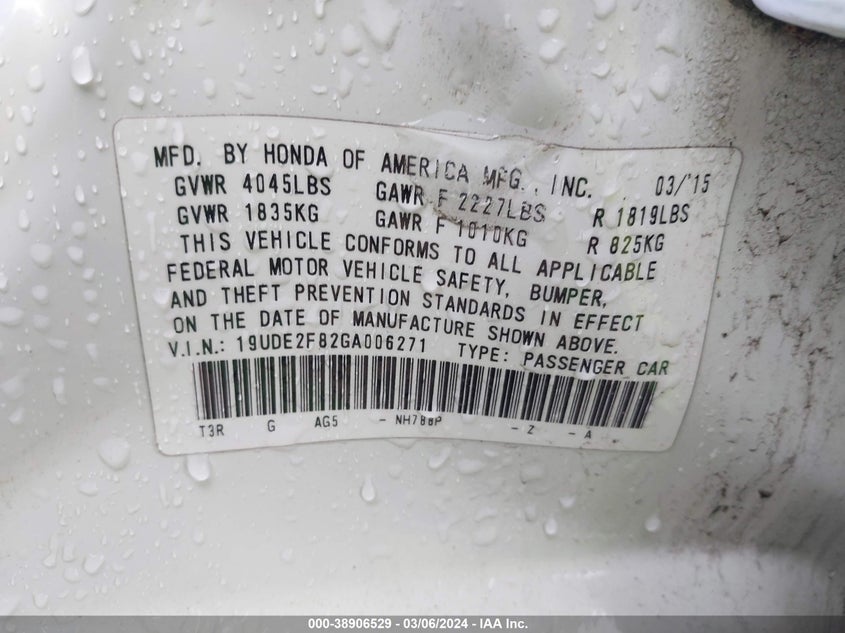 MFD. BY HONDA OF AMERICA MFG., INC. 03/'15
GVWR 4045LBS GAWR F 2227LBS R 1819LBS
GVWR 1835KG GAWR F 1010KG R 825KG
THIS VEHICLE CONFORMS TO ALL APPLICABLE
FEDERAL MOTOR VEHICLE SAFETY, BUMPER,
AND THEFT PREVENTION STANDARDS IN EFFECT
ON THE DATE OF MANUFACTURE SHOWN ABOVE.
V.I.N.: 19UDE2F82GA006271 TYPE: PASSENGER CAR
T3R G AG5 - NH788P - Z - A
000-38906529 - 03/06/2024 - IAA Inc.